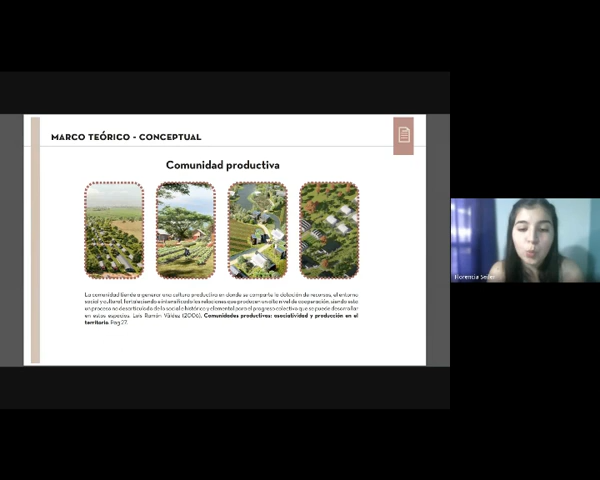 MARCO TEÓRICO - CONCEPTUAL
Comunidad productiva
La comunidad tiende a generar una cultura productiva en donde se comparte la dotación de recursos, el entorno
social y cultural, fortaleciendo e intensificado las relaciones que producen un alto nivel de cooperación, siendo este
un proceso no desarticulado de lo social e histórico y elemental para el progreso colectivo que se puede desarrollar
en estos espacios. Luis Ramón Váldez (2006). Comunidades productivas: asociatividad y producción en el
territorio. Pag 27.
Florencia